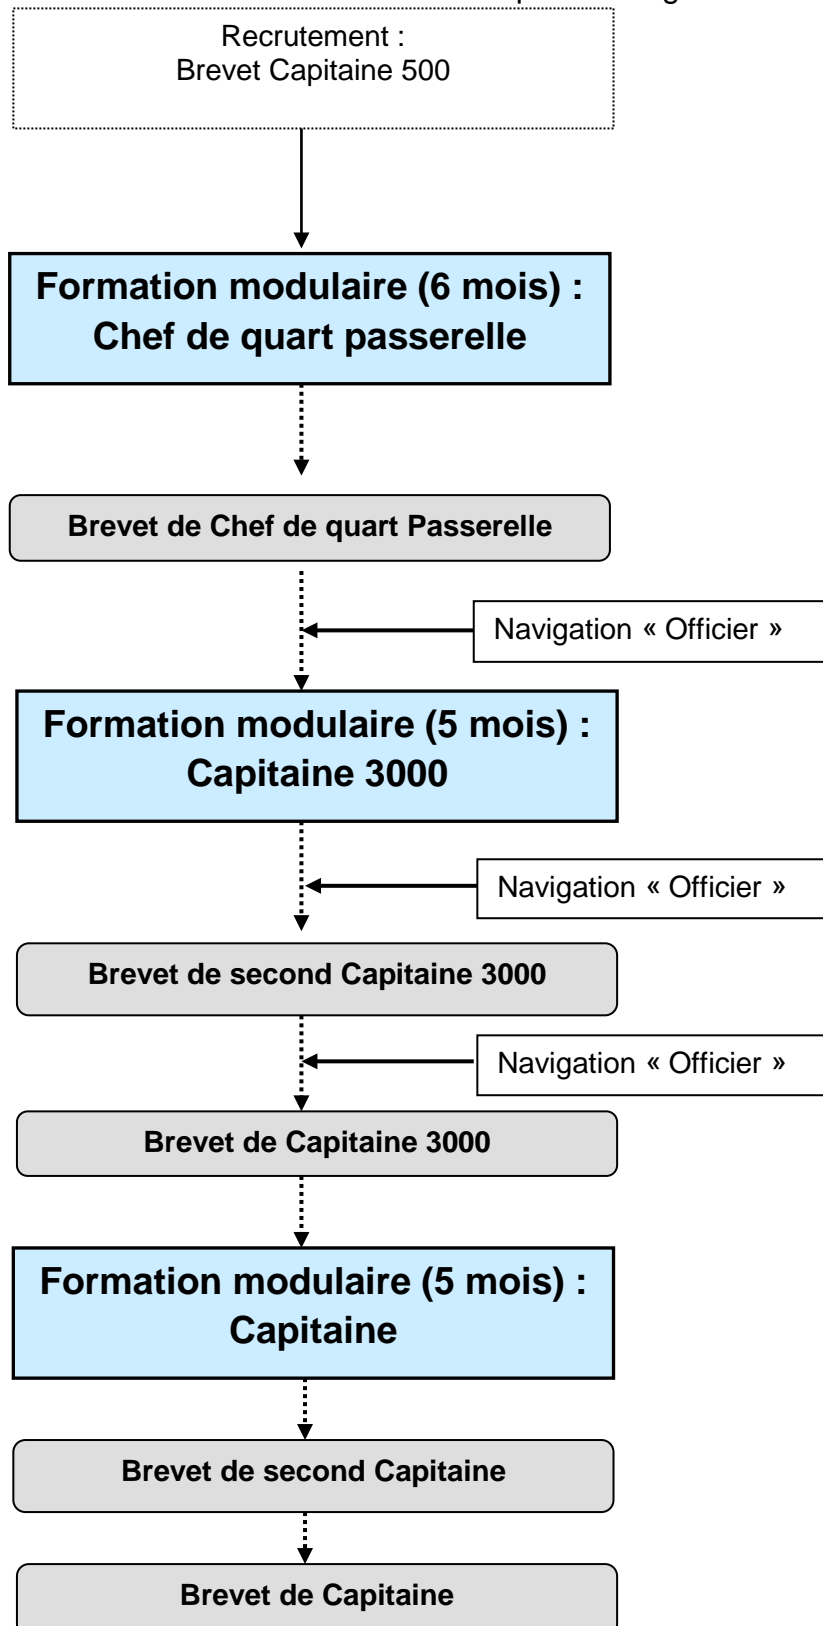 Recrutement :
Brevet Capitaine 500
Formation modulaire (6 mois) :
Chef de quart passerelle
Brevet de Chef de quart Passerelle
Navigation « Officier »
Formation modulaire (5 mois) :
Capitaine 3000
Navigation « Officier »
Brevet de second Capitaine 3000
Navigation « Officier »
Brevet de Capitaine 3000
Formation modulaire (5 mois) :
Capitaine
Brevet de second Capitaine
Brevet de Capitaine